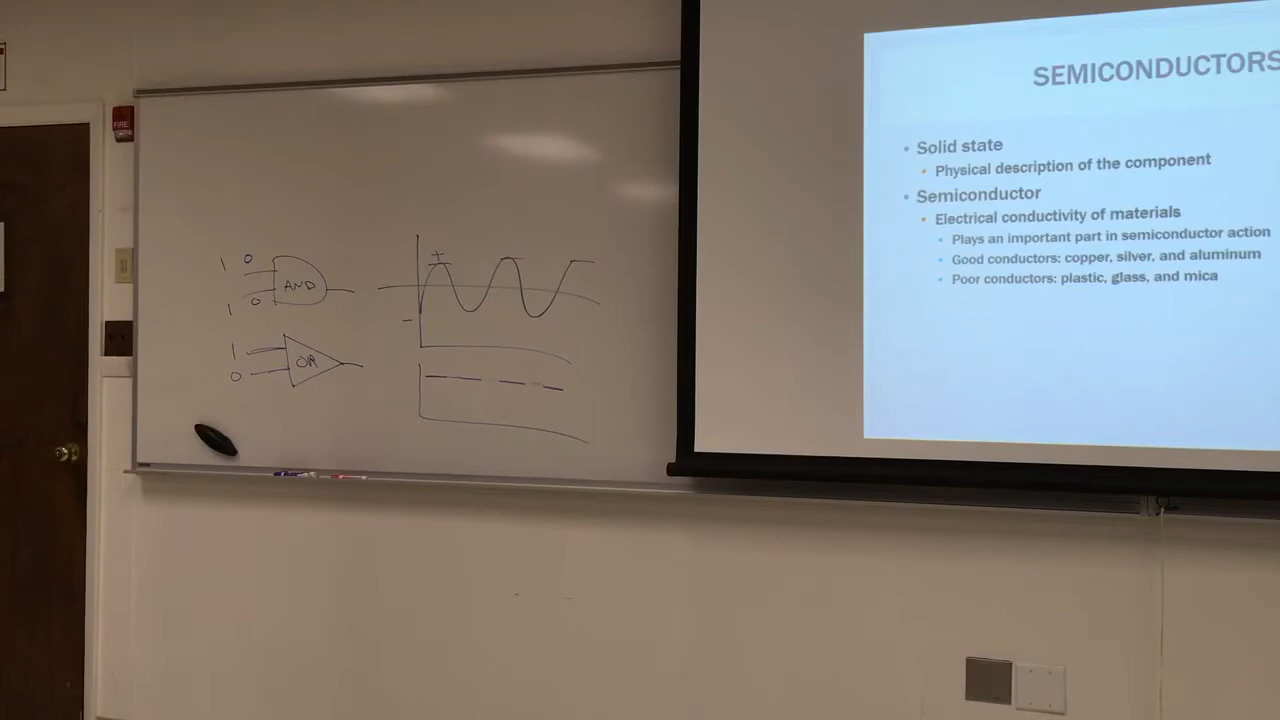 FIRE
1 0
AND
1 0
1
OR
0
+
−
SEMICONDUCTORS
• Solid state
• Physical description of the component
• Semiconductor
• Electrical conductivity of materials
• Plays an important part in semiconductor action
• Good conductors: copper, silver, and aluminum
• Poor conductors: plastic, glass, and mica